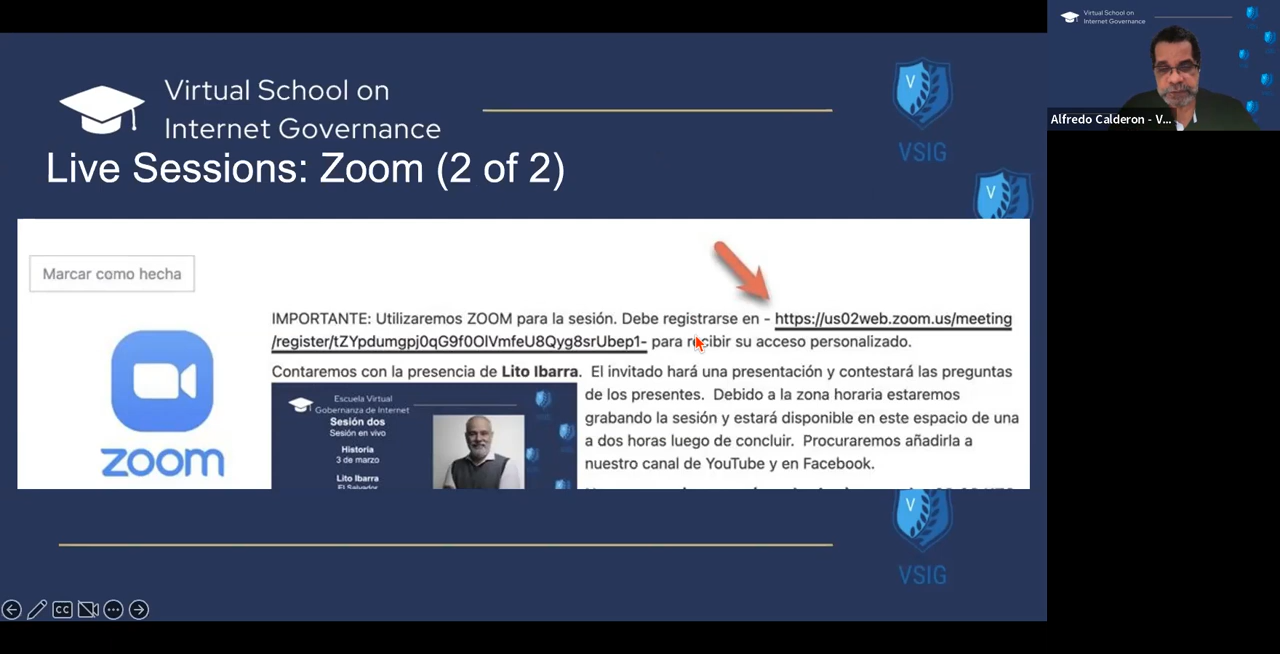 Virtual School on
Internet Governance
Live Sessions: Zoom (2 of 2)
V
VSIG
V
Marcar como hecha
zoom
IMPORTANTE: Utilizaremos ZOOM para la sesión. Debe registrarse en - https://us02web.zoom.us/meeting
/register/tZYpdumgpj0qG9f0OlVmfeU8Qyg8srUbep1- para recibir su acceso personalizado.
Contaremos con la presencia de Lito Ibarra. El invitado hará una presentación y contestará las preguntas
de los presentes. Debido a la zona horaria estaremos
grabando la sesión y estará disponible en este espacio de una
a dos horas luego de concluir. Procuraremos añadirla a
nuestro canal de YouTube y en Facebook.
Escuela Virtual
Gobernanza de Internet
Sesión dos
Sesión en vivo
Historia
3 de marzo
Lito Ibarra
El Salvador
V
VSIG
CC
Virtual School on
Internet Governance
Alfredo Calderon - V...